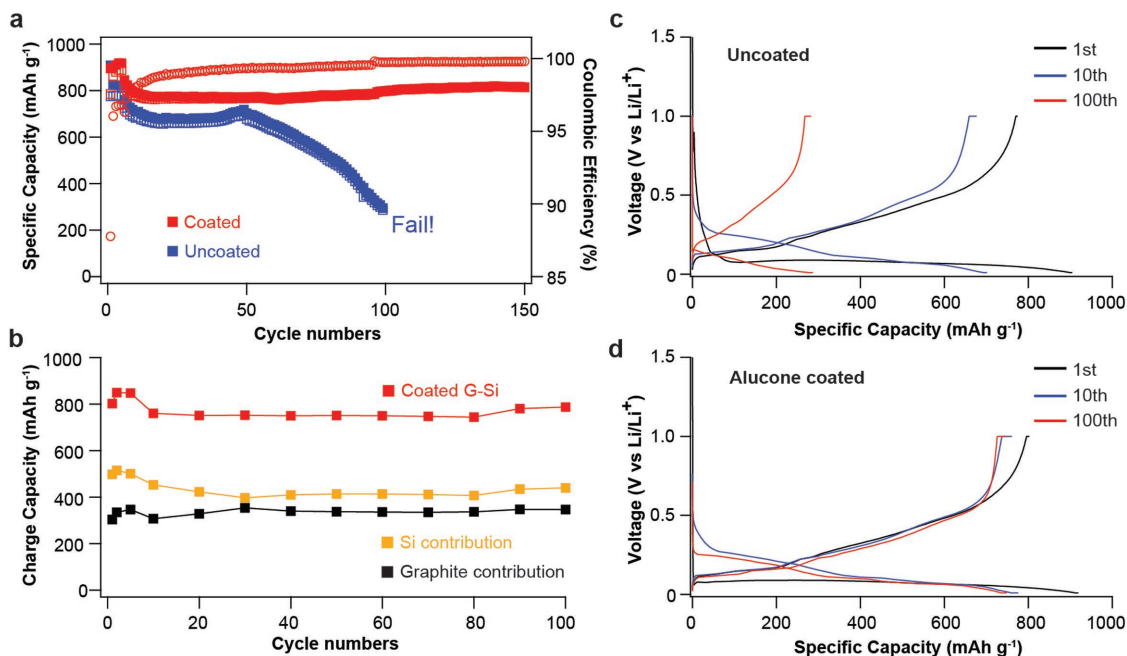 a
1000
800
600
400
200
0
Specific Capacity (mAh g⁻¹)
100
95
90
85
Coulombic Efficiency (%)
Coated
Uncoated
Fail!
0
50
100
150
Cycle numbers
b
1000
800
600
400
200
0
Charge Capacity (mAh g⁻¹)
Coated G-Si
Si contribution
Graphite contribution
0
20
40
60
80
100
Cycle numbers
c
Uncoated
1st
10th
100th
1.5
1.0
0.5
0
Voltage (V vs Li/Li⁺)
0
200
400
600
800
1000
Specific Capacity (mAh g⁻¹)
d
Alucone coated
1st
10th
100th
1.5
1.0
0.5
0
Voltage (V vs Li/Li⁺)
0
200
400
600
800
1000
Specific Capacity (mAh g⁻¹)